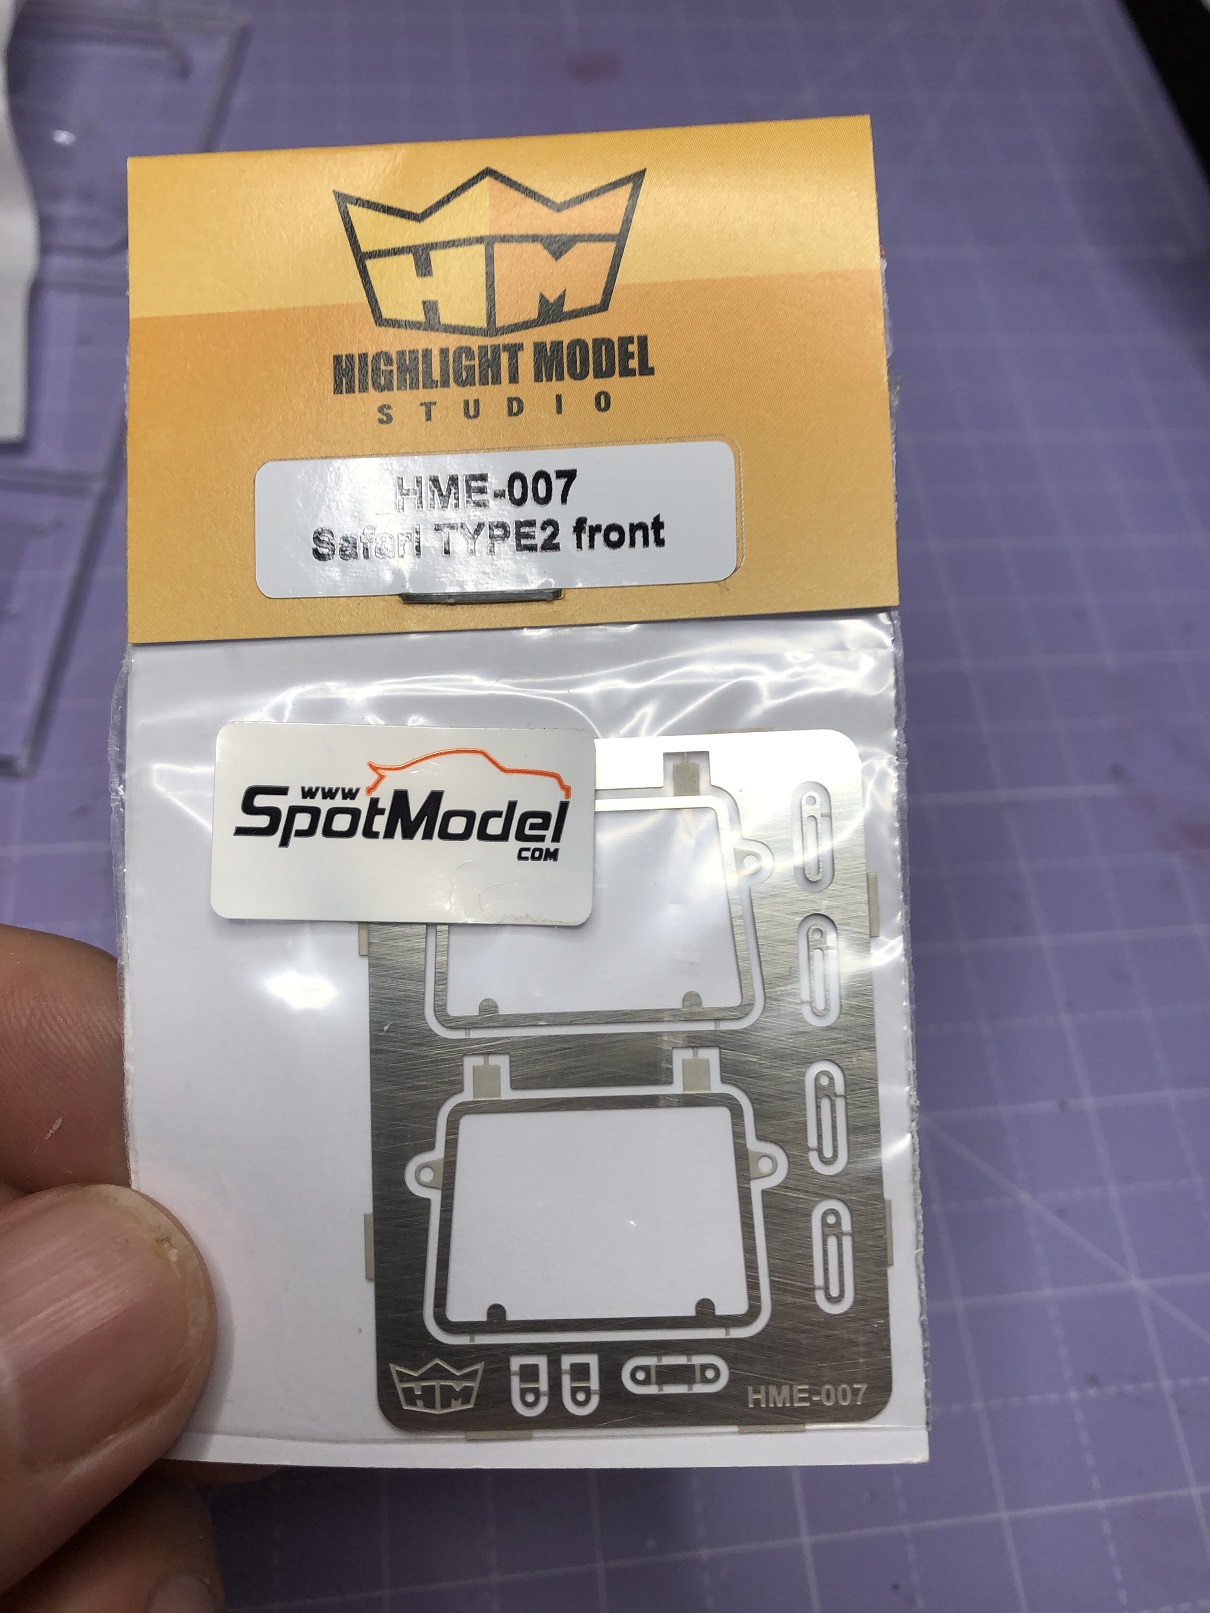 HM
HIGHLIGHT MODEL
STUDIO
HME-007
Safari TYPE2 front
www
SpotModel
COM
HM
HME-007